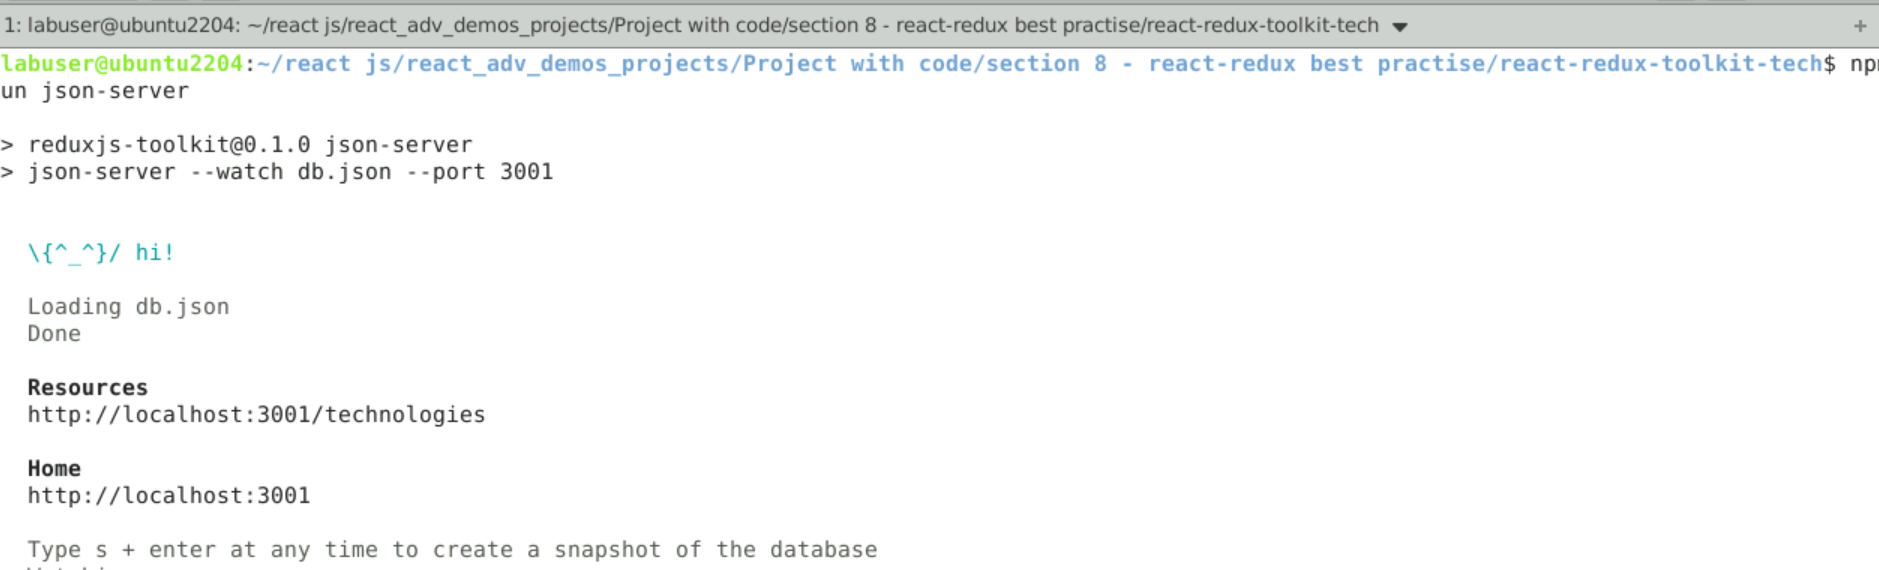 1: labuser@ubuntu2204: ~/react js/react_adv_demos_projects/Project with code/section 8 - react-redux best practise/react-redux-toolkit-tech
labuser@ubuntu2204:~/react js/react_adv_demos_projects/Project with code/section 8 - react-redux best practise/react-redux-toolkit-tech$
un json-server
> reduxjs-toolkit@0.1.0 json-server
> json-server --watch db.json --port 3001
\{^_^}/ hi!
Loading db.json
Done
Resources
http://localhost:3001/technologies
Home
http://localhost:3001
Type s + enter at any time to create a snapshot of the database